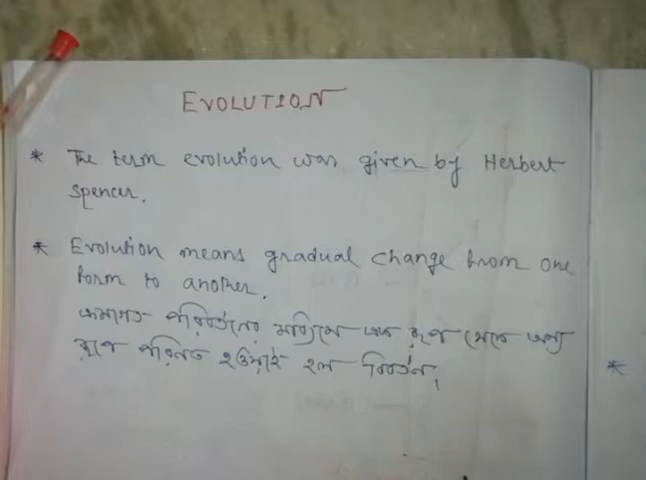 EVOLUTION
* The term evolution was given by Herbert
Spencer.
* Evolution means gradual change from one
form to another.
ক্রমাগত পরিবর্তনের মাধ্যমে এক রূপ থেকে অন্য
রূপে পরিনত হওয়াই হল বিবর্তন।
*